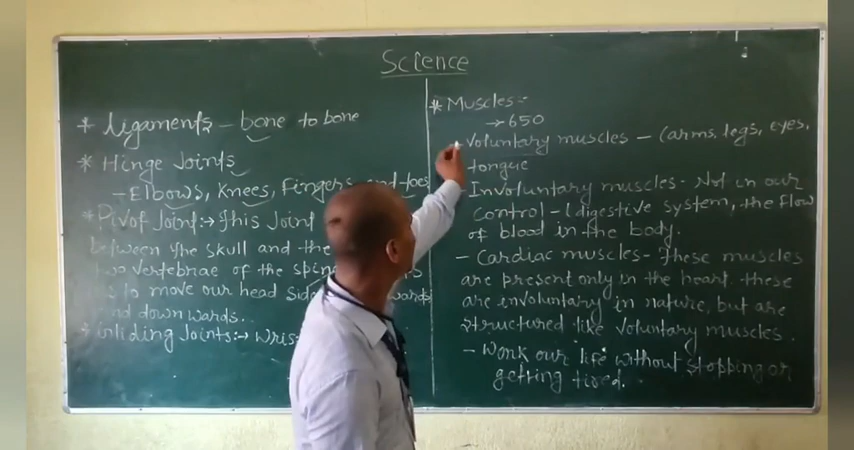 Science
* Ligaments - bone to bone
* Hinge Joints
- Elbows, Knees, Fingers and toes
* Pivot Joint :→ This Joint
between the skull and the
two vertebrae of the spin
to move our head side wards
and down wards.
* inliding Joints :→ wris
* Muscles :-
→ 650
- Voluntary muscles - (arms, legs, eyes,
tongue
- Involuntary muscles - Not in our
control - (digestive system, the flow
of blood in the body.
- Cardiac muscles - These muscles
are present only in the heart. these
are involuntary in nature, but are
structured like voluntary muscles.
- Work our life without stopping or
getting tired.